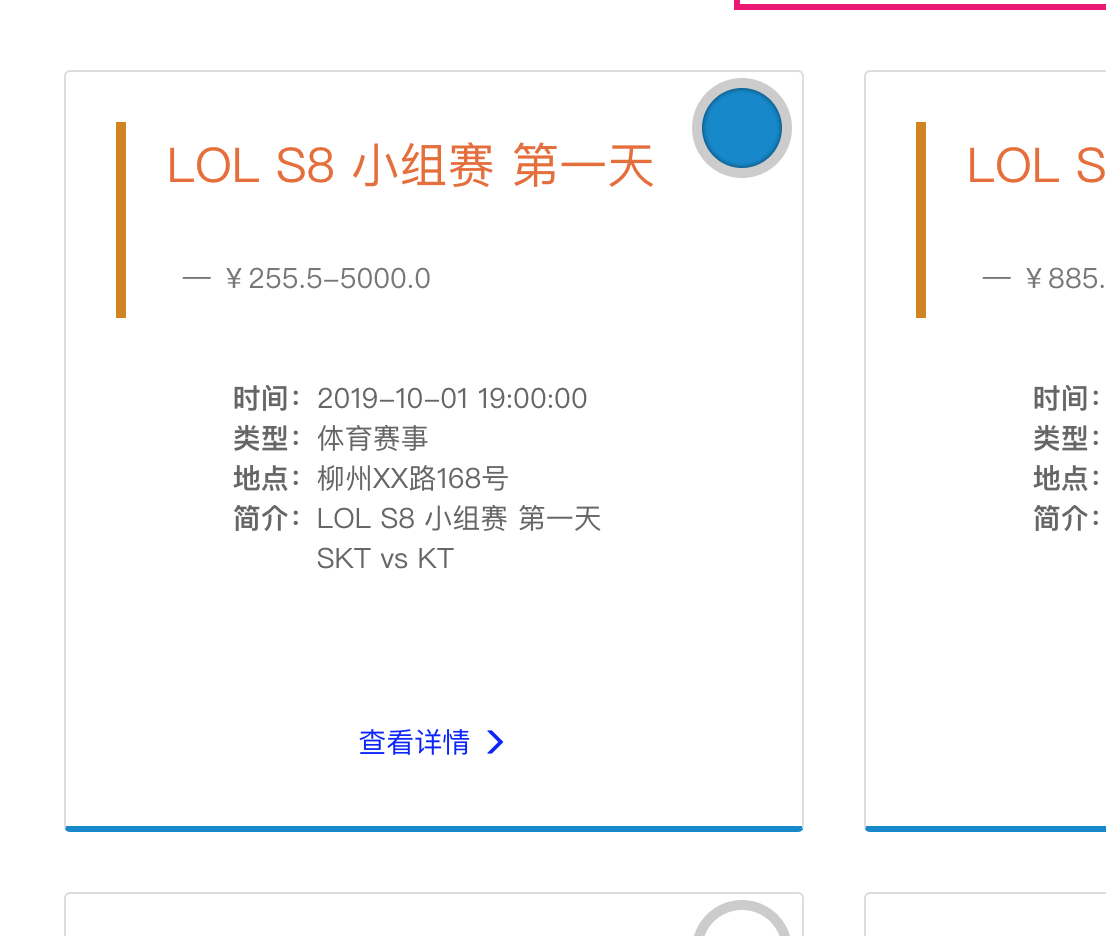 LOL S8 小组赛 第一天
— ¥255.5-5000.0
时间：2019-10-01 19:00:00
类型：体育赛事
地点：柳州XX路168号
简介：LOL S8 小组赛 第一天
SKT vs KT
查看详情
LOL S
— ¥885.
时间：
类型：
地点：
简介：